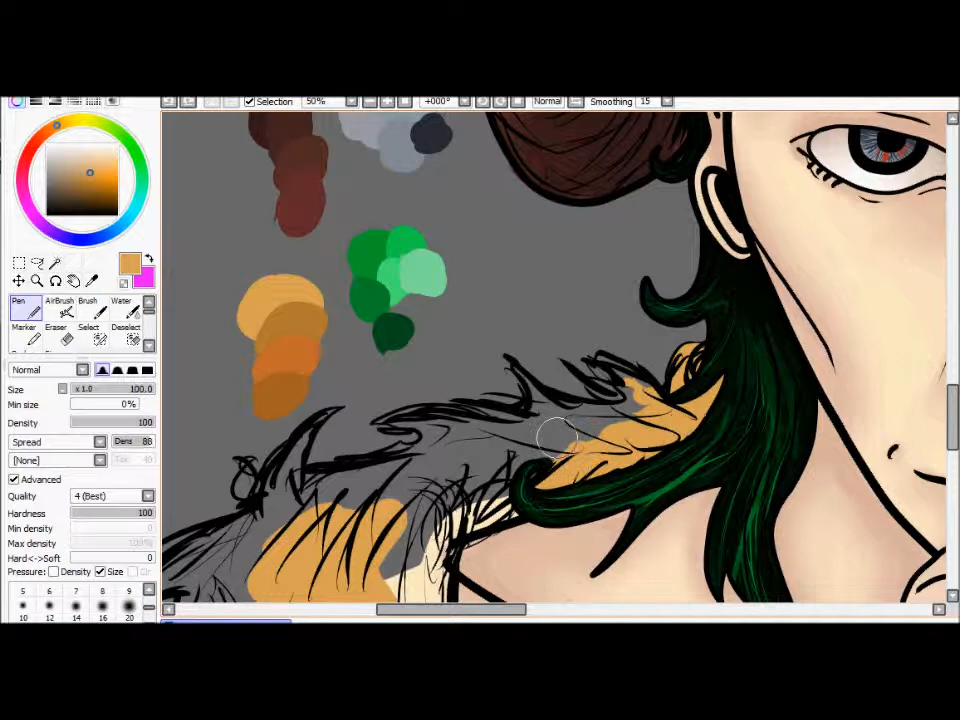 Selection 50% +000° Normal Smoothing 15
Pen AirBrush Brush Water
Marker Eraser Select Deselect
Normal
Size x 1.0 100.0
Min size 0%
Density 100
Spread Dens 88
[None]
Advanced
Quality 4 (Best)
Hardness 100
Min density 0
Max density 100%
Hard<->Soft 0
Pressure: Density Size
5 6 7 8 9
10 12 14 16 20